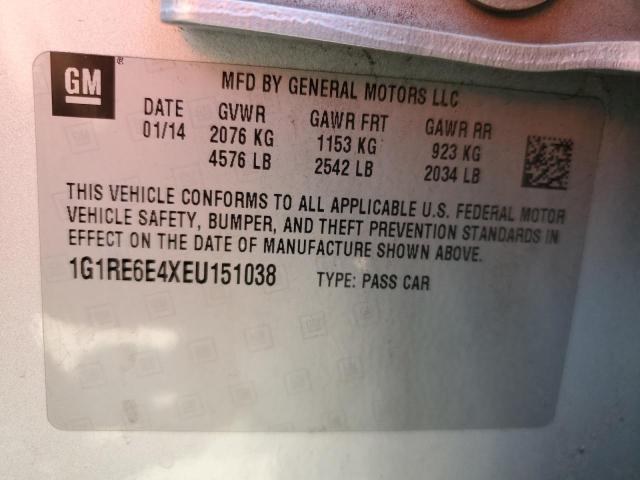 GM ®
MFD BY GENERAL MOTORS LLC
DATE GVWR GAWR FRT GAWR RR
01/14 2076 KG 1153 KG 923 KG
4576 LB 2542 LB 2034 LB
THIS VEHICLE CONFORMS TO ALL APPLICABLE U.S. FEDERAL MOTOR
VEHICLE SAFETY, BUMPER, AND THEFT PREVENTION STANDARDS IN
EFFECT ON THE DATE OF MANUFACTURE SHOWN ABOVE.
1G1RE6E4XEU151038 TYPE: PASS CAR